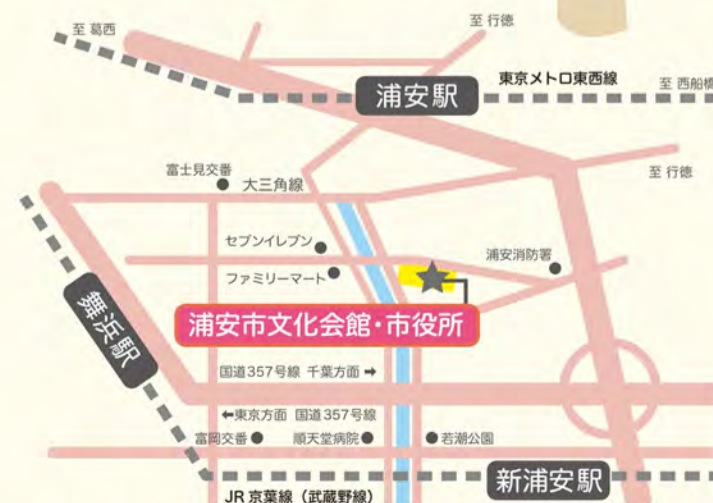 至 行徳
至 葛西
東京メトロ東西線
至 西船橋
浦安駅
富士見交番
大三角線
至 行徳
セブンイレブン
浦安消防署
ファミリーマート
舞浜駅
浦安市文化会館・市役所
国道357号線 千葉方面 ➡
⬅東京方面 国道357号線
富岡交番
順天堂病院
若潮公園
新浦安駅
JR 京葉線（武蔵野線）